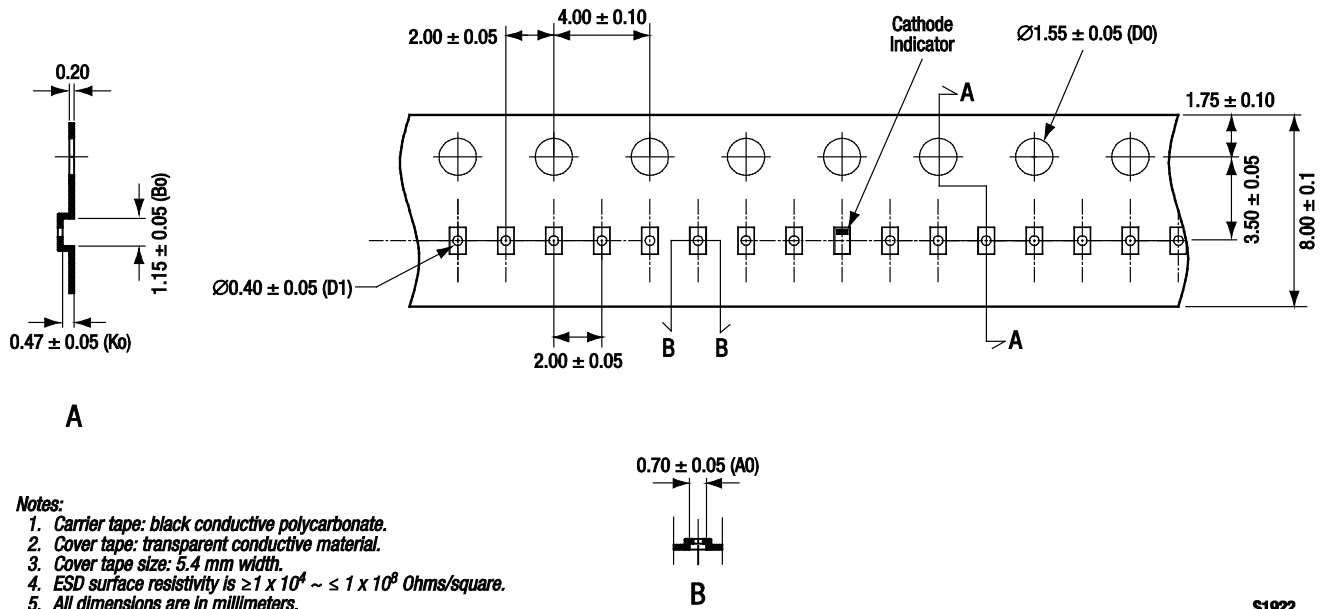 4.00 ± 0.10
2.00 ± 0.05
Cathode
Indicator
Ø1.55 ± 0.05 (D0)
0.20
A
1.75 ± 0.10
1.15 ± 0.05 (Bo)
3.50 ± 0.05
8.00 ± 0.1
Ø0.40 ± 0.05 (D1)
0.47 ± 0.05 (Ko)
2.00 ± 0.05
B
B
A
A
0.70 ± 0.05 (A0)
B
Notes:
1. Carrier tape: black conductive polycarbonate.
2. Cover tape: transparent conductive material.
3. Cover tape size: 5.4 mm width.
4. ESD surface resistivity is ≥1 x 10⁴ ~ ≤ 1 x 10⁸ Ohms/square.
5. All dimensions are in millimeters.
S1922